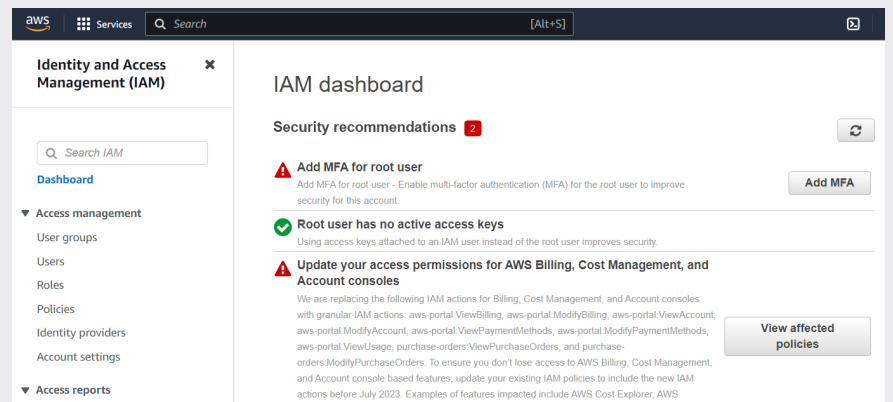 aws
Services
Search
[Alt+S]
Identity and Access
Management (IAM)
Search IAM
Dashboard
Access management
User groups
Users
Roles
Policies
Identity providers
Account settings
Access reports
IAM dashboard
Security recommendations 2
Add MFA for root user
Add MFA for root user - Enable multi-factor authentication (MFA) for the root user to improve
security for this account.
Add MFA
Root user has no active access keys
Using access keys attached to an IAM user instead of the root user improves security.
Update your access permissions for AWS Billing, Cost Management, and
Account consoles
We are replacing the following IAM actions for Billing, Cost Management, and Account consoles
with granular IAM actions: aws-portal:ViewBilling, aws-portal:ModifyBilling, aws-portal:ViewAccount,
aws-portal:ModifyAccount, aws-portal:ViewPaymentMethods, aws-portal:ModifyPaymentMethods,
aws-portal:ViewUsage, purchase-orders:ViewPurchaseOrders, and purchase-
orders:ModifyPurchaseOrders. To ensure you don't lose access to AWS Billing, Cost Management,
and Account console based features, update your existing IAM policies to include the new IAM
actions before July 2023. Examples of features impacted include AWS Cost Explorer, AWS
View affected
policies